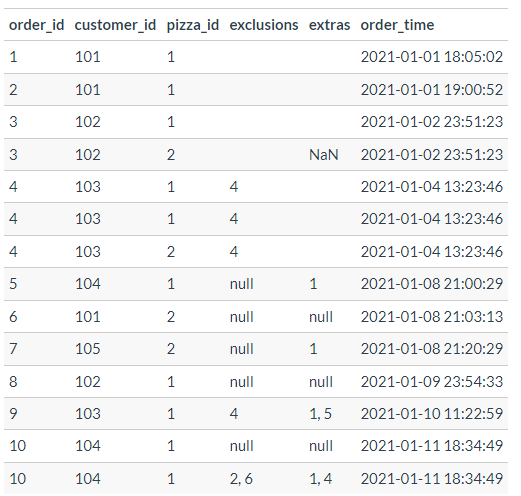 order_id customer_id pizza_id exclusions extras order_time
1 101 1 2021-01-01 18:05:02
2 101 1 2021-01-01 19:00:52
3 102 1 2021-01-02 23:51:23
3 102 2 NaN 2021-01-02 23:51:23
4 103 1 4 2021-01-04 13:23:46
4 103 1 4 2021-01-04 13:23:46
4 103 2 4 2021-01-04 13:23:46
5 104 1 null 1 2021-01-08 21:00:29
6 101 2 null null 2021-01-08 21:03:13
7 105 2 null 1 2021-01-08 21:20:29
8 102 1 null null 2021-01-09 23:54:33
9 103 1 4 1, 5 2021-01-10 11:22:59
10 104 1 null null 2021-01-11 18:34:49
10 104 1 2, 6 1, 4 2021-01-11 18:34:49